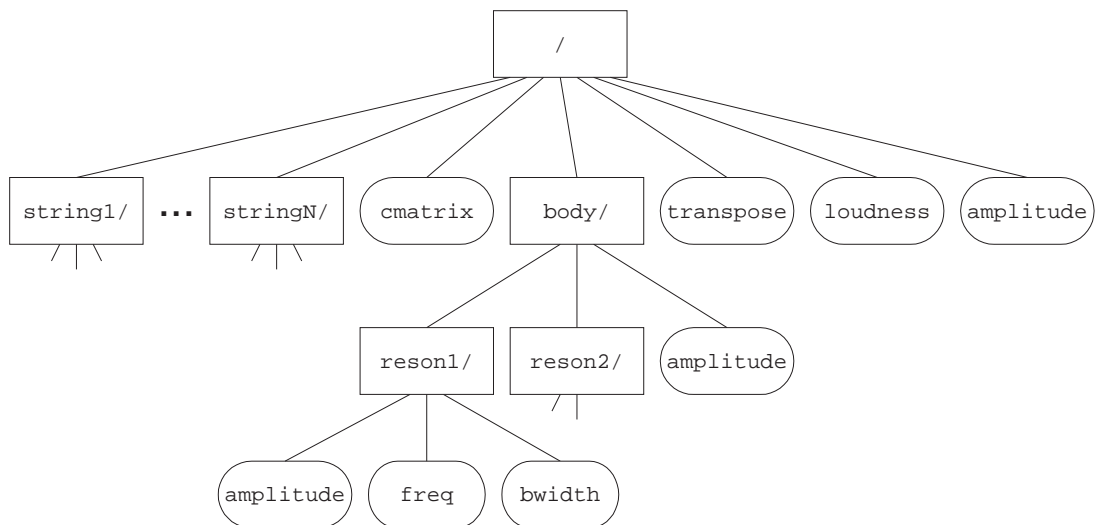 /
string1/ ... stringN/ cmatrix body/ transpose loudness amplitude
reson1/ reson2/ amplitude
amplitude freq bwidth